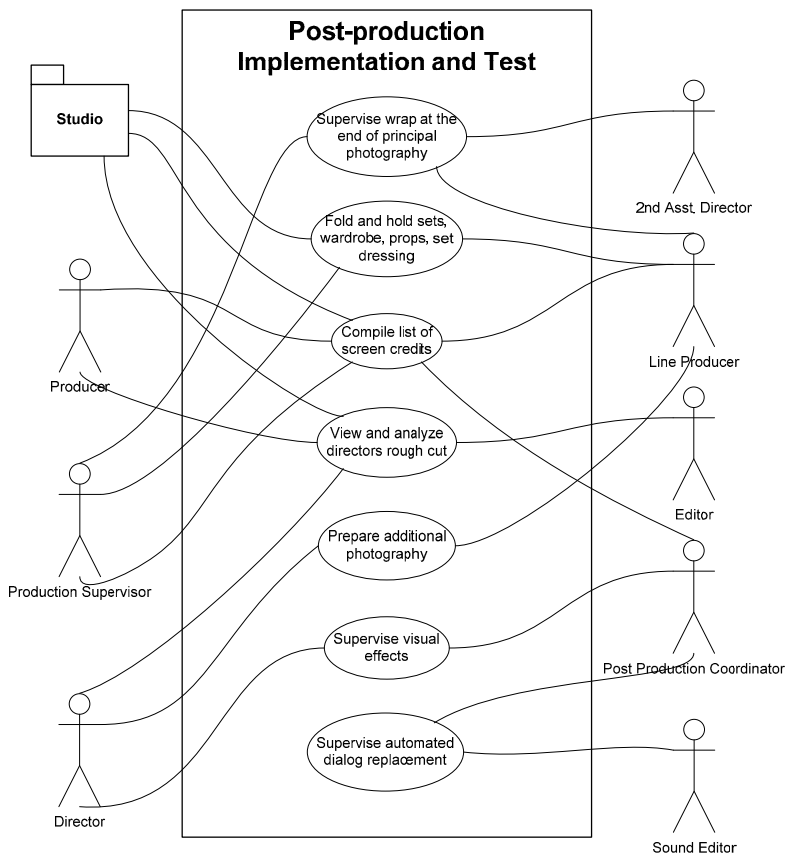 Post-production
Implementation and Test
Studio
Supervise wrap at the
end of principal
photography
2nd Asst. Director
Fold and hold sets,
wardrobe, props, set
dressing
Compile list of
screen credits
Line Producer
Producer
View and analyze
directors rough cut
Editor
Prepare additional
photography
Production Supervisor
Supervise visual
effects
Post Production Coordinator
Supervise automated
dialog replacement
Director
Sound Editor